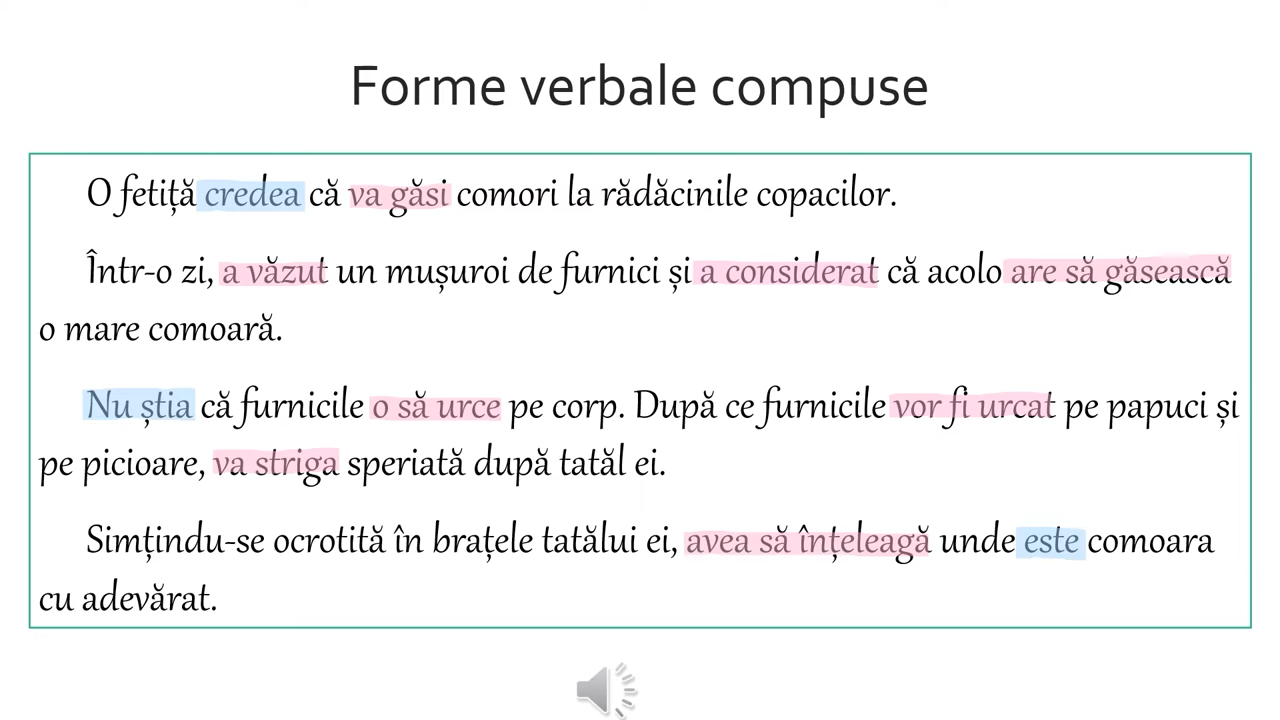 Forme verbale compuse
O fetiță credea că va găsi comori la rădăcinile copacilor.
Într-o zi, a văzut un mușuroi de furnici și a considerat că acolo are să găsească
o mare comoară.
Nu știa că furnicile o să urce pe corp. După ce furnicile vor fi urcat pe papuci și
pe picioare, va striga speriată după tatăl ei.
Simțindu-se ocrotită în brațele tatălui ei, avea să înțeleagă unde este comoara
cu adevărat.